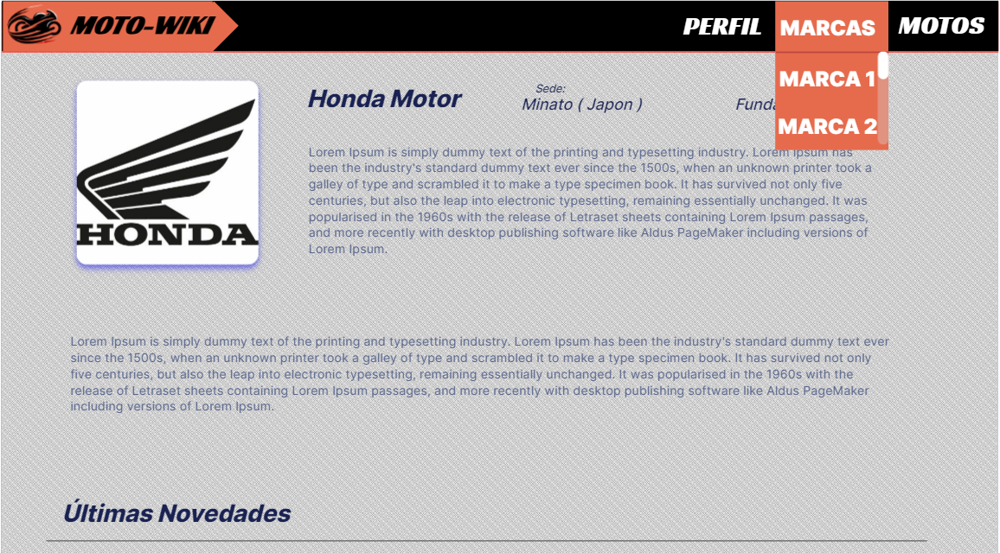 MOTO-WIKI
PERFIL
MARCAS
MOTOS
MARCA 1
MARCA 2
HONDA
Honda Motor
Sede:
Minato ( Japon )
Lorem Ipsum is simply dummy text of the printing and typesetting industry. Lorem Ipsum has
been the industry's standard dummy text ever since the 1500s, when an unknown printer took a
galley of type and scrambled it to make a type specimen book. It has survived not only five
centuries, but also the leap into electronic typesetting, remaining essentially unchanged. It was
popularised in the 1960s with the release of Letraset sheets containing Lorem Ipsum passages,
and more recently with desktop publishing software like Aldus PageMaker including versions of
Lorem Ipsum.
Lorem Ipsum is simply dummy text of the printing and typesetting industry. Lorem Ipsum has been the industry's standard dummy text ever
since the 1500s, when an unknown printer took a galley of type and scrambled it to make a type specimen book. It has survived not only
five centuries, but also the leap into electronic typesetting, remaining essentially unchanged. It was popularised in the 1960s with the
release of Letraset sheets containing Lorem Ipsum passages, and more recently with desktop publishing software like Aldus PageMaker
including versions of Lorem Ipsum.
Últimas Novedades